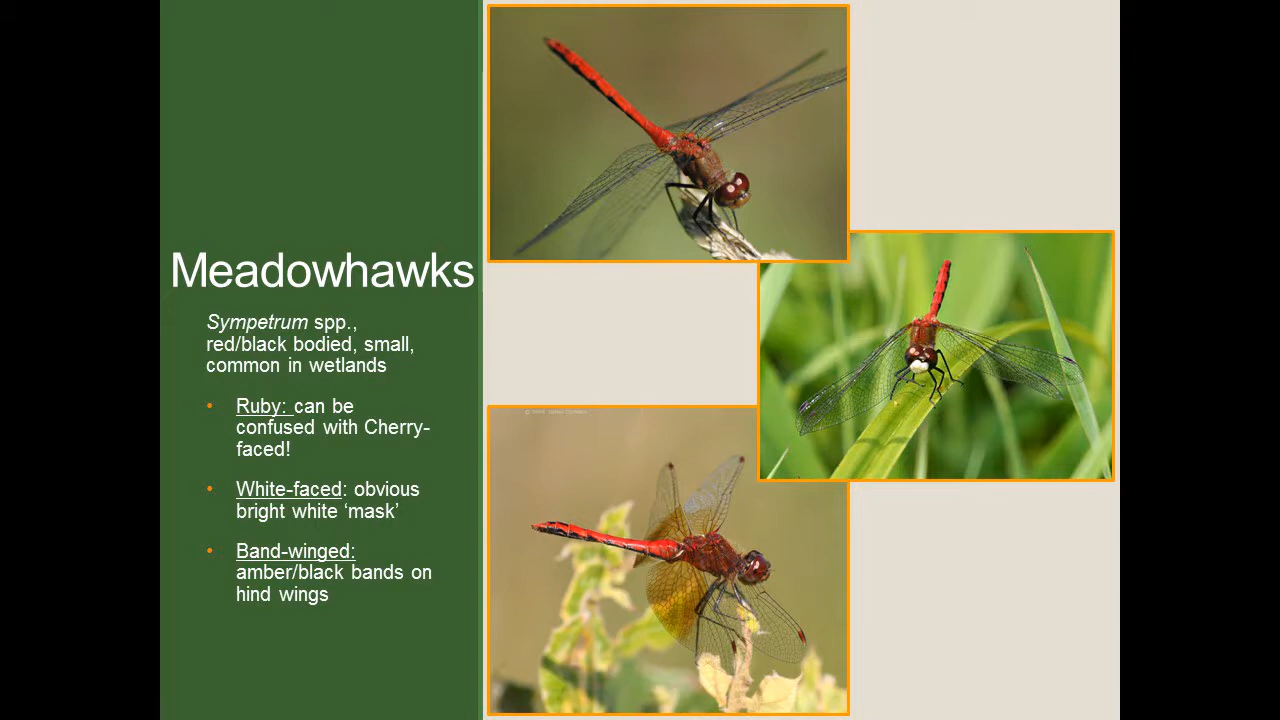 Meadowhawks
Sympetrum spp.,
red/black bodied, small,
common in wetlands
• Ruby: can be
confused with Cherry-
faced!
• White-faced: obvious
bright white ‘mask’
• Band-winged:
amber/black bands on
hind wings